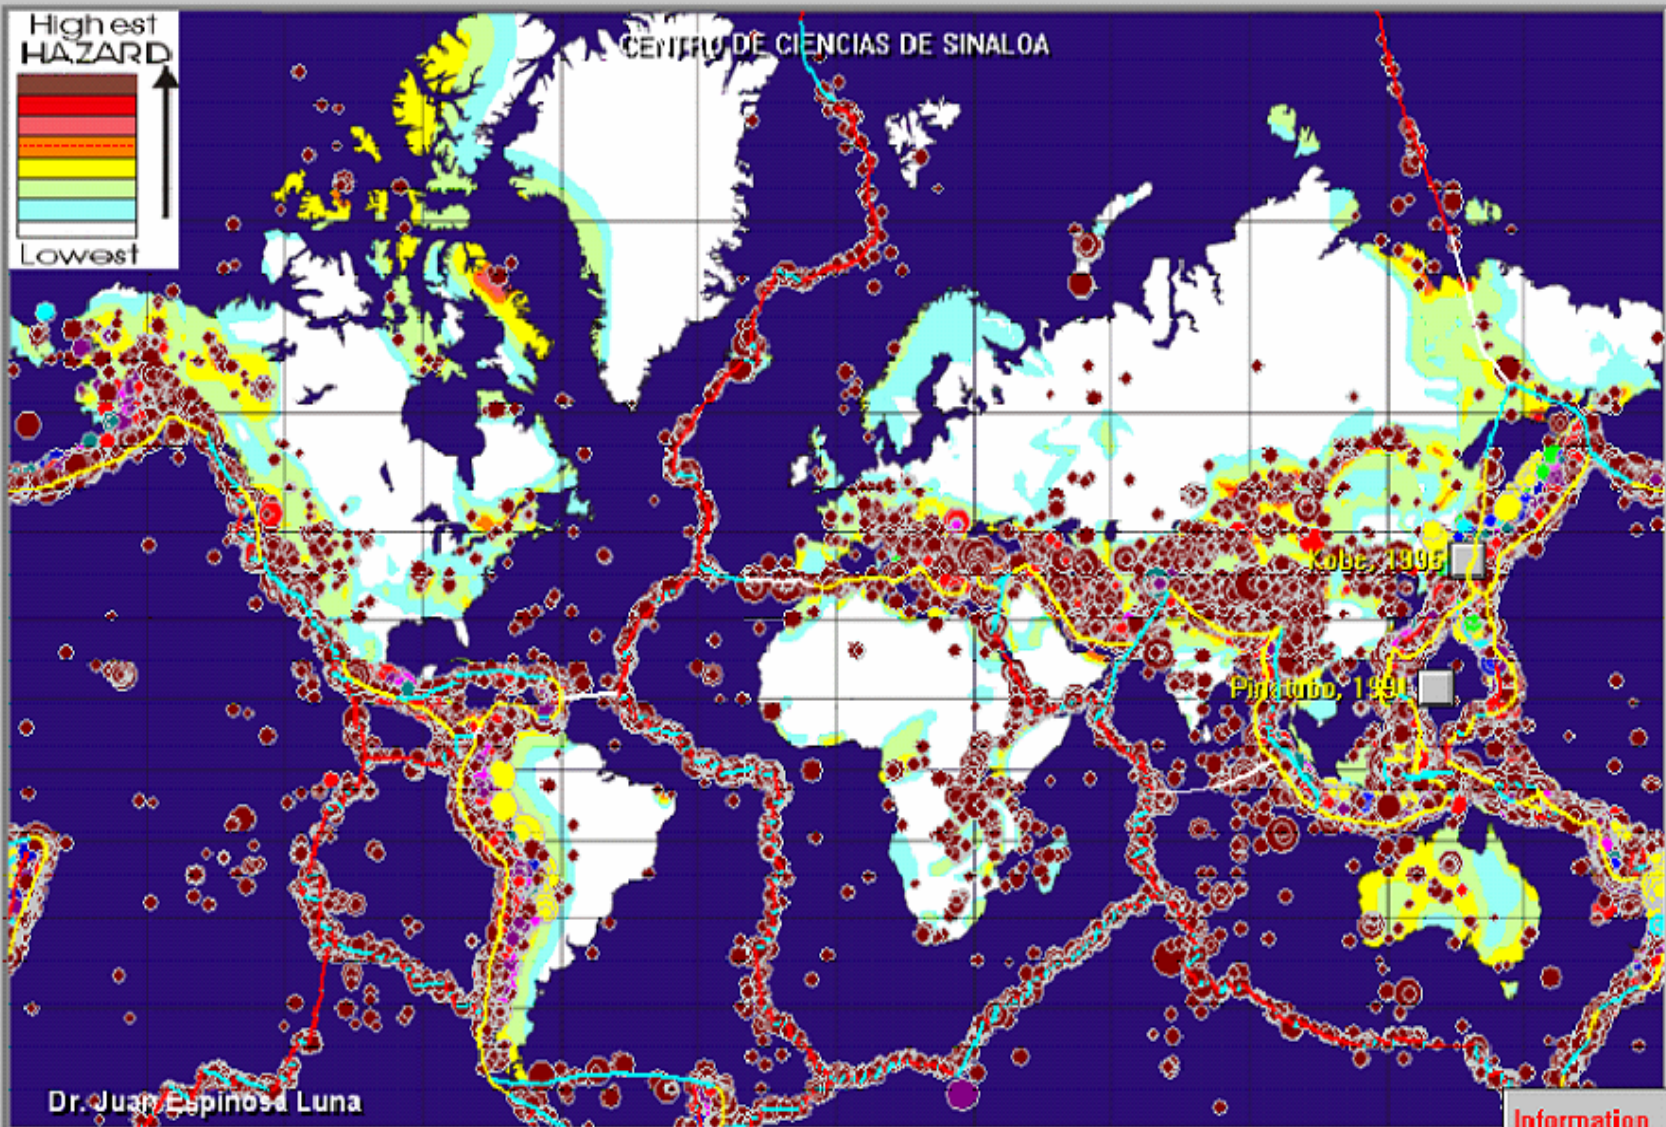 Highest
HAZARD
Lowest
CENTRO DE CIENCIAS DE SINALOA
Kobe, 1995
Pinatubo, 1991
Dr. Juan Espinosa Luna
Information